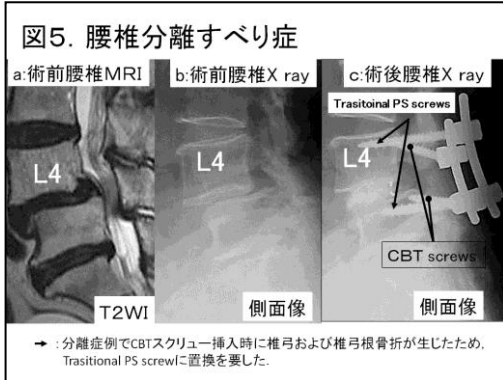 図5. 腰椎分離すべり症
a:術前腰椎MRI
b:術前腰椎X ray
c:術後腰椎X ray
Trasitoinal PS screws
L4
L4
L4
CBT screws
T2WI
側面像
側面像
→ : 分離症例でCBTスクリュー挿入時に椎弓および椎弓根骨折が生じたため,
Trasitional PS screwに置換を要した.